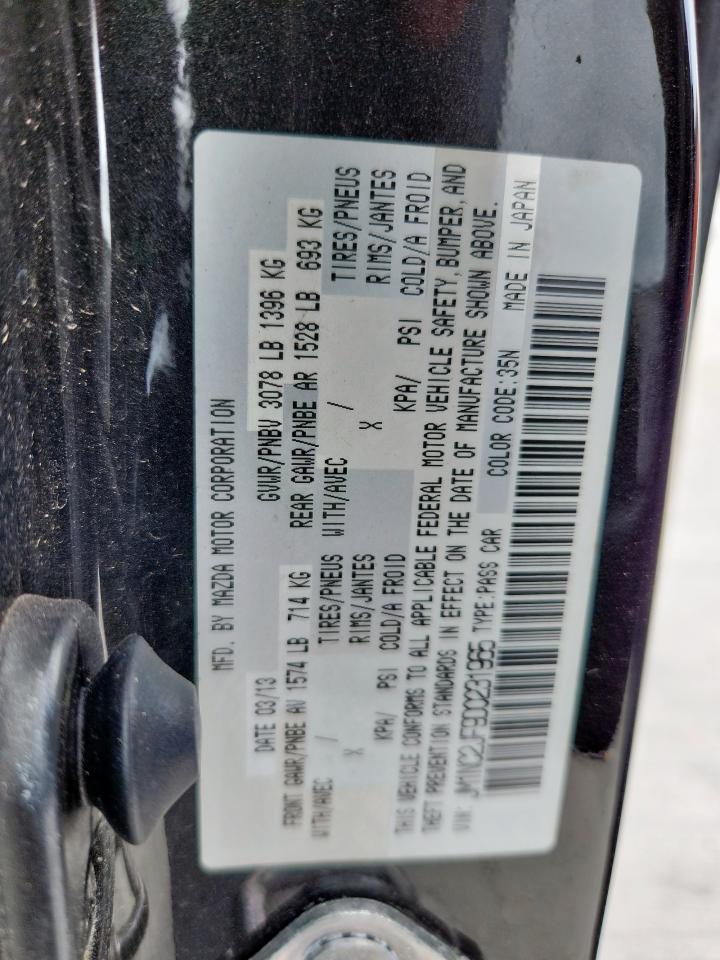 MFD. BY MAZDA MOTOR CORPORATION
DATE 03/13 GVWR/PNBV 3078 LB 1396 KG
FRONT GAWR/PNBE AV 1574 LB 714 KG REAR GAWR/PNBE AR 1528 LB 693 KG
WITH/AVEC / TIRES/PNEUS WITH/AVEC / TIRES/PNEUS
X RIMS/JANTES X RIMS/JANTES
KPA/ PSI COLD/A FROID KPA/ PSI COLD/A FROID
THIS VEHICLE CONFORMS TO ALL APPLICABLE FEDERAL MOTOR VEHICLE SAFETY, BUMPER, AND
THEFT PREVENTION STANDARDS IN EFFECT ON THE DATE OF MANUFACTURE SHOWN ABOVE.
VIN: JM1NC2JF9D0231965 TYPE:PASS CAR COLOR CODE:35N MADE IN JAPAN